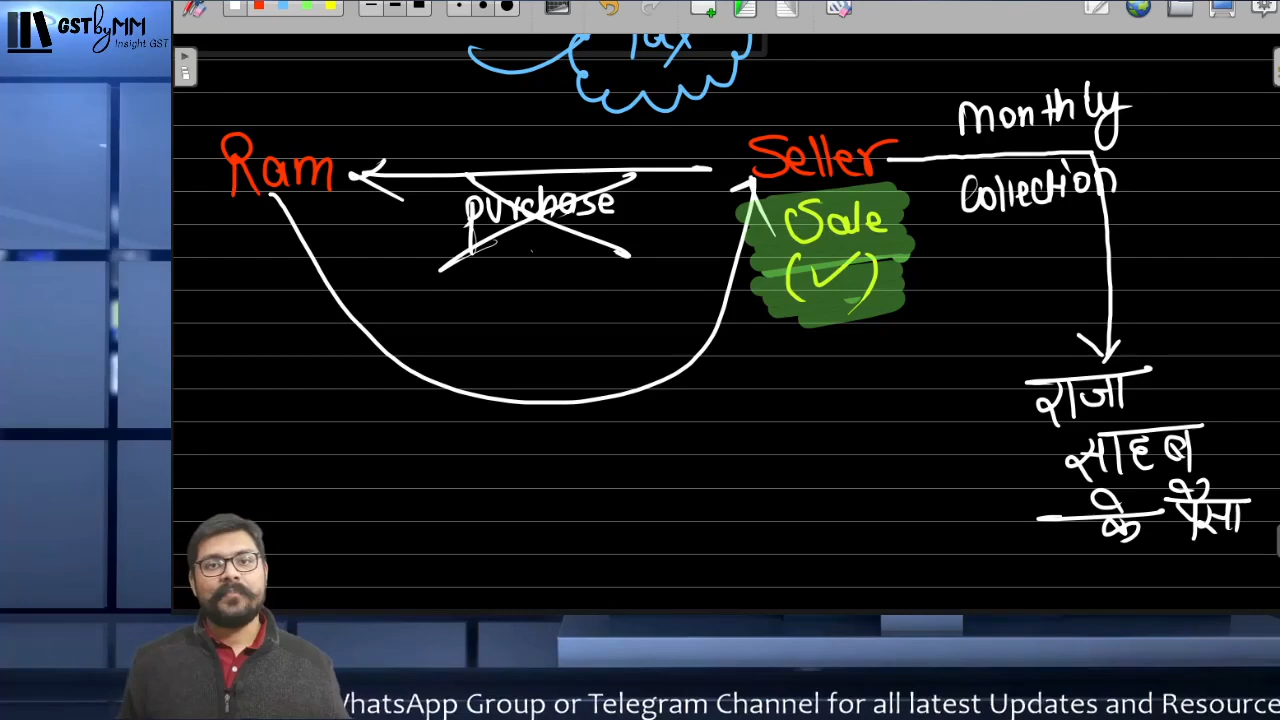 GSTbyMM
Insight GST
Tax
Ram
purchase
Seller
Sale
(✓)
Monthly
Collection
राजा
साहब
के पैसा
WhatsApp Group or Telegram Channel for all latest Updates and Resource